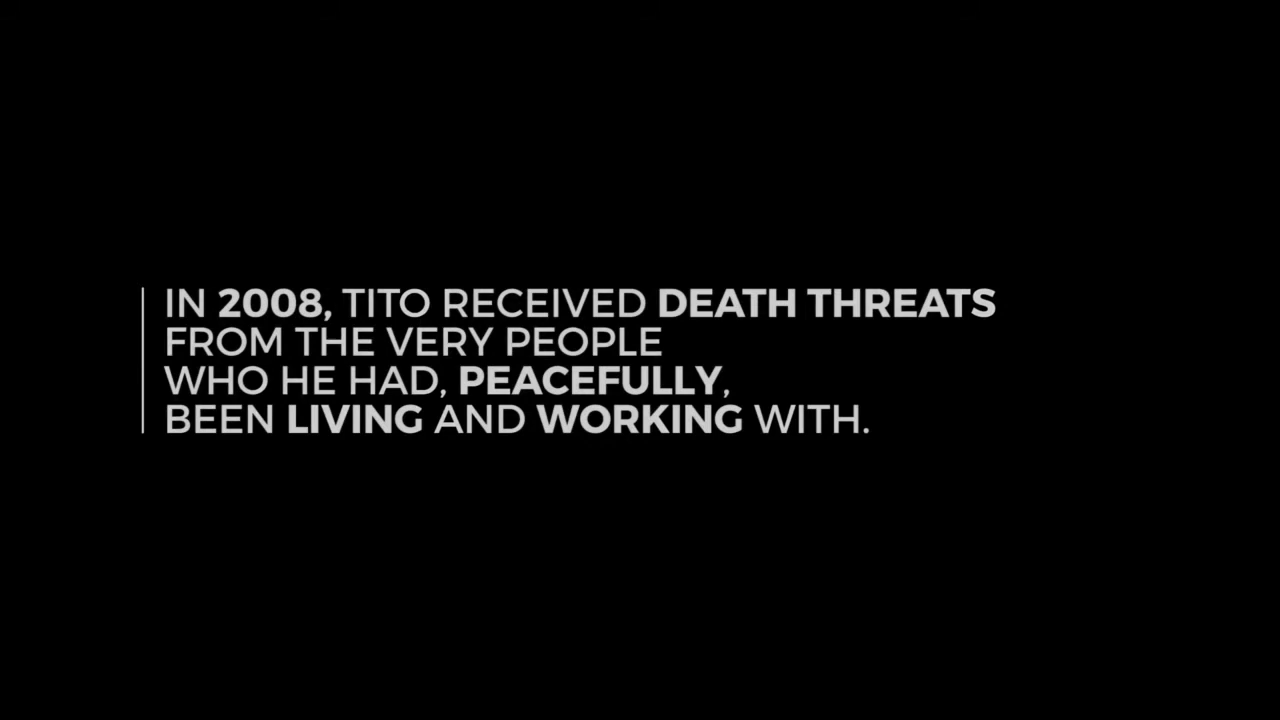 IN 2008, TITO RECEIVED DEATH THREATS
FROM THE VERY PEOPLE
WHO HE HAD, PEACEFULLY,
BEEN LIVING AND WORKING WITH.